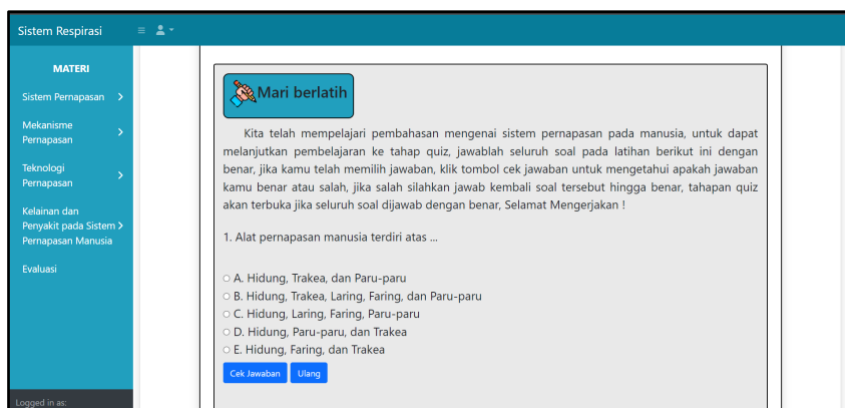 Sistem Respirasi
MATERI
Sistem Pernapasan
Mekanisme
Pernapasan
Teknologi
Pernapasan
Kelainan dan
Penyakit pada Sistem
Pernapasan Manusia
Evaluasi
Logged in as:
Mari berlatih
Kita telah mempelajari pembahasan mengenai sistem pernapasan pada manusia, untuk dapat
melanjutkan pembelajaran ke tahap quiz, jawablah seluruh soal pada latihan berikut ini dengan
benar, jika kamu telah memilih jawaban, klik tombol cek jawaban untuk mengetahui apakah jawaban
kamu benar atau salah, jika salah silahkan jawab kembali soal tersebut hingga benar, tahapan quiz
akan terbuka jika seluruh soal dijawab dengan benar, Selamat Mengerjakan !
1. Alat pernapasan manusia terdiri atas ...
A. Hidung, Trakea, dan Paru-paru
B. Hidung, Trakea, Laring, Faring, dan Paru-paru
C. Hidung, Laring, Faring, Paru-paru
D. Hidung, Paru-paru, dan Trakea
E. Hidung, Faring, dan Trakea
Cek Jawaban Ulang